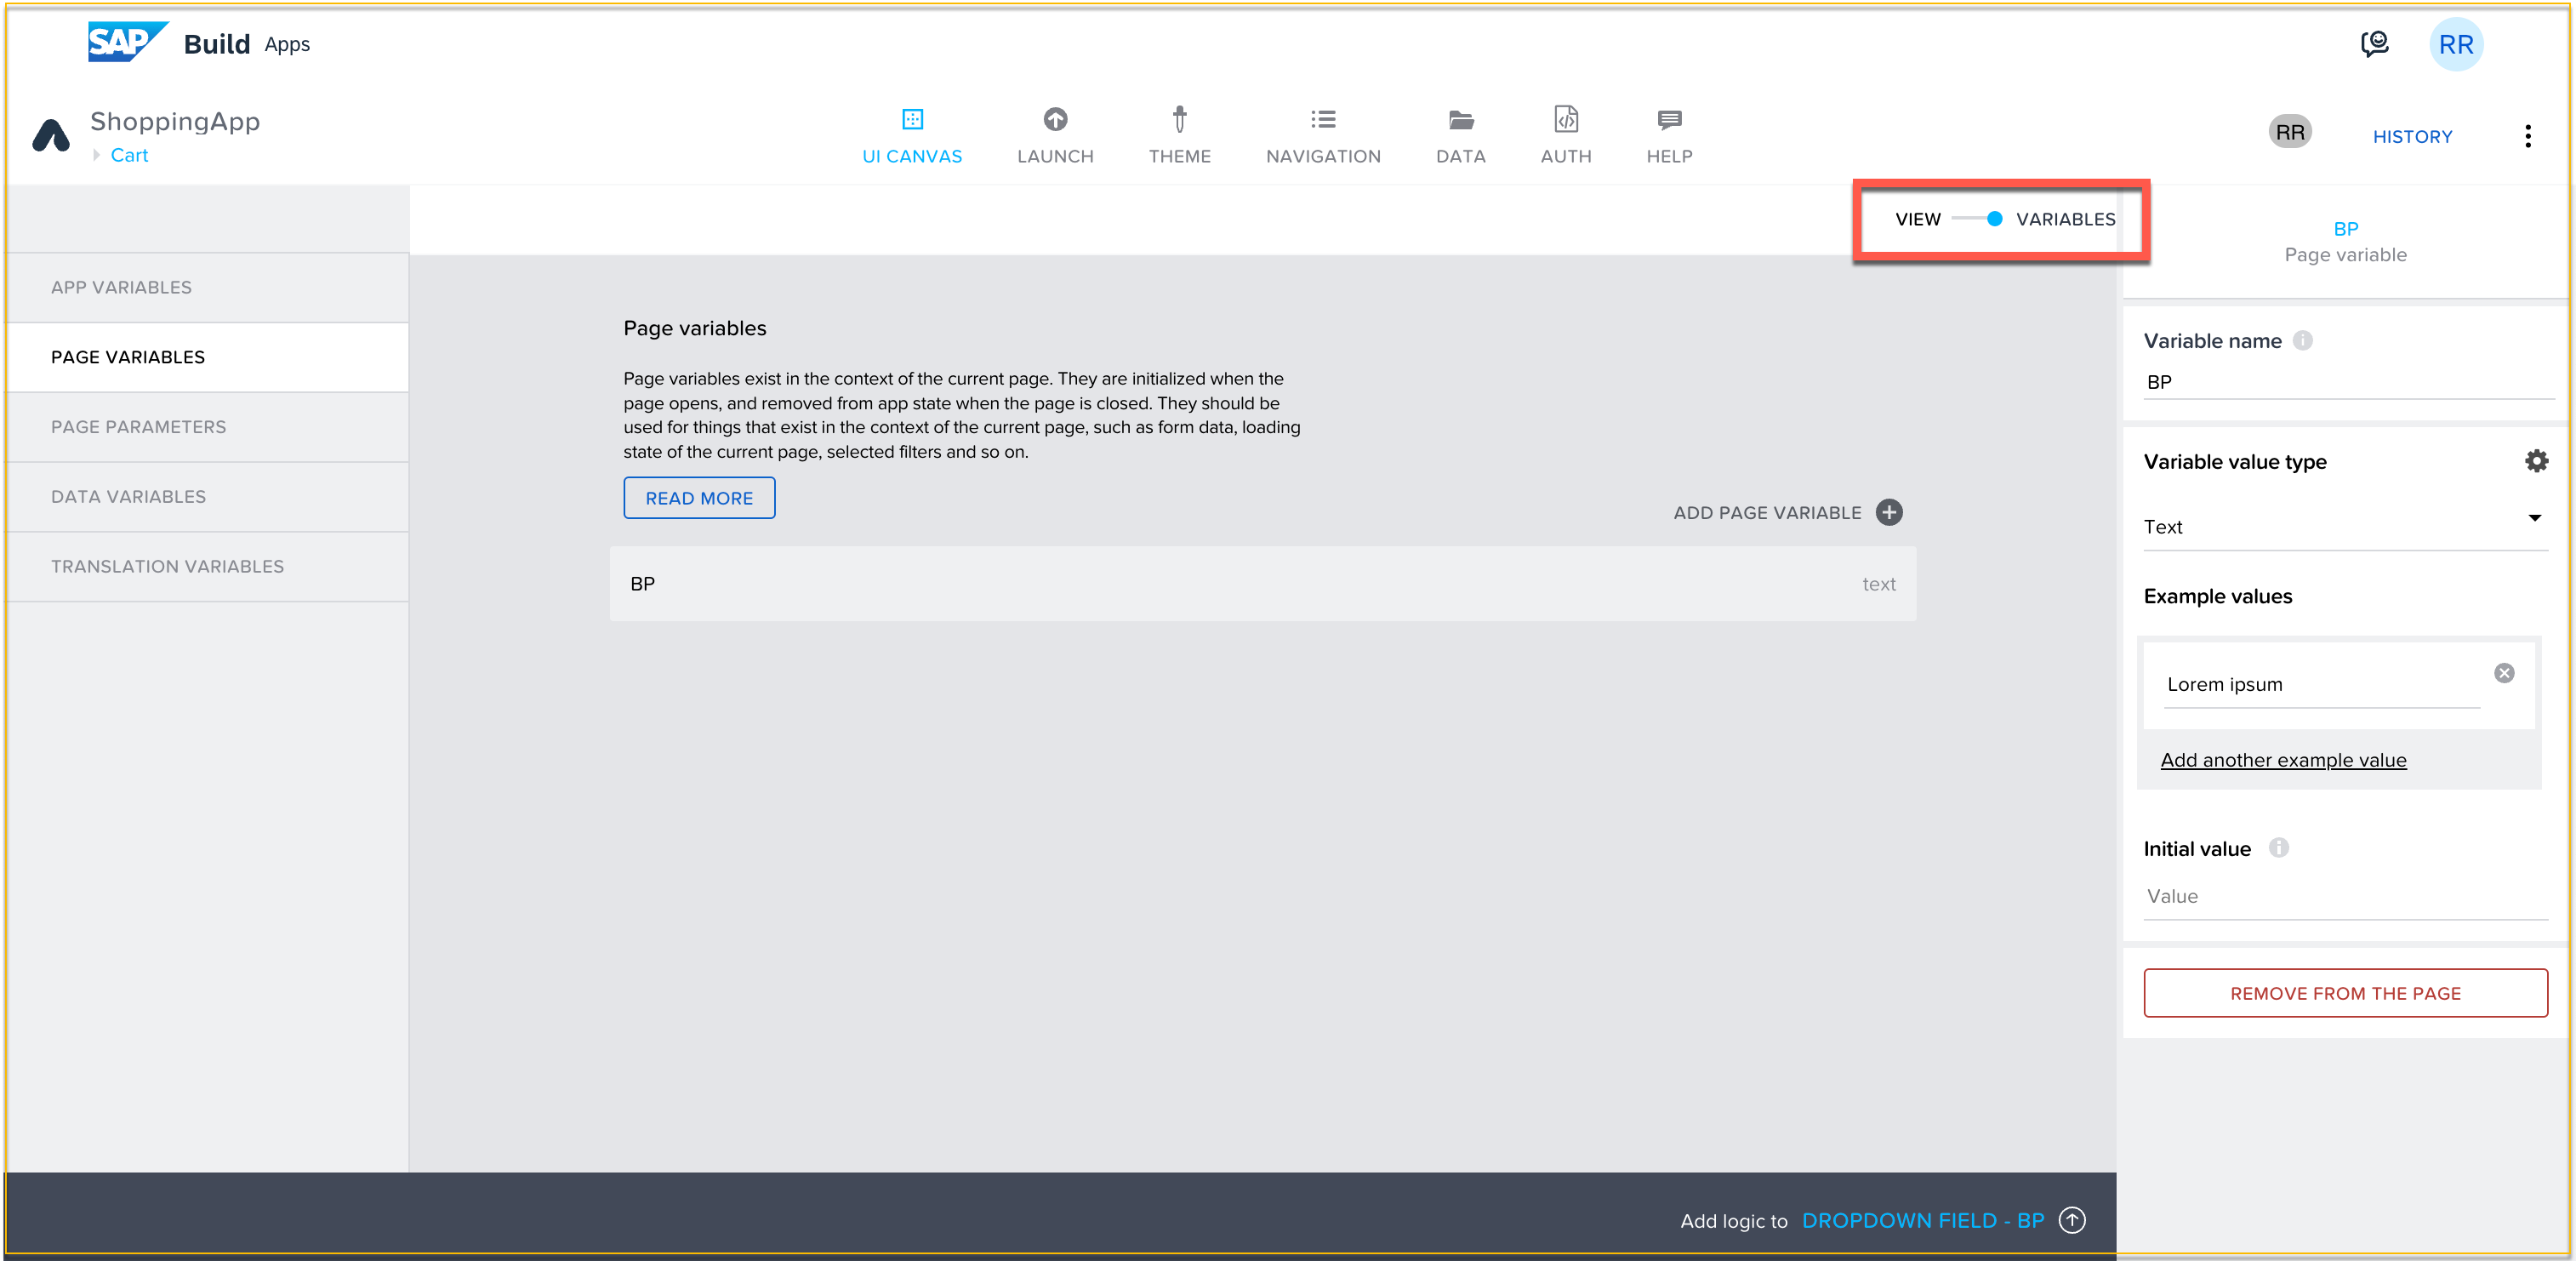 SAP Build Apps
RR
ShoppingApp
Cart
UI CANVAS
LAUNCH
THEME
NAVIGATION
DATA
AUTH
HELP
RR
HISTORY
VIEW
VARIABLES
APP VARIABLES
PAGE VARIABLES
PAGE PARAMETERS
DATA VARIABLES
TRANSLATION VARIABLES
Page variables
Page variables exist in the context of the current page. They are initialized when the
page opens, and removed from app state when the page is closed. They should be
used for things that exist in the context of the current page, such as form data, loading
state of the current page, selected filters and so on.
READ MORE
ADD PAGE VARIABLE
BP
text
BP
Page variable
Variable name
BP
Variable value type
Text
Example values
Lorem ipsum
Add another example value
Initial value
Value
REMOVE FROM THE PAGE
Add logic to DROPDOWN FIELD - BP